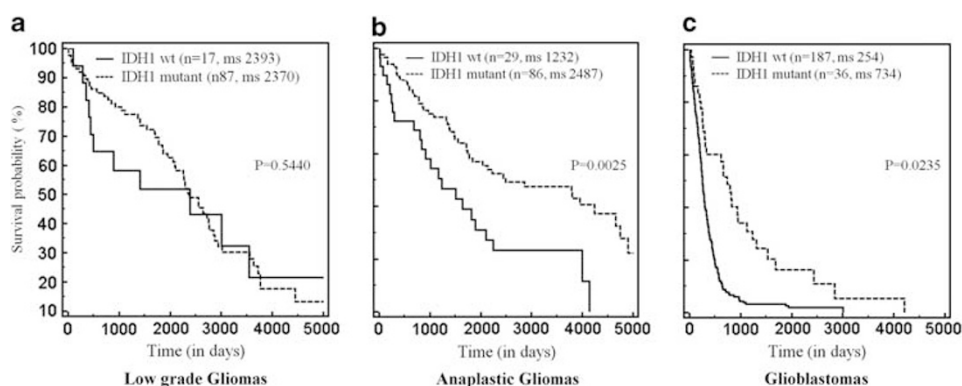 a
100
90
80
70
60
50
40
30
20
10
Survival probability ( %)
IDH1 wt (n=17, ms 2393)
IDH1 mutant (n87, ms 2370)
P=0.5440
0 1000 2000 3000 4000 5000
Time (in days)
Low grade Gliomas
b
IDH1 wt (n=29, ms 1232)
IDH1 mutant (n=86, ms 2487)
P=0.0025
0 1000 2000 3000 4000 5000
Time (in days)
Anaplastic Gliomas
c
IDH1 wt (n=187, ms 254)
IDH1 mutant (n=36, ms 734)
P=0.0235
0 1000 2000 3000 4000 5000
Time (in days)
Glioblastomas